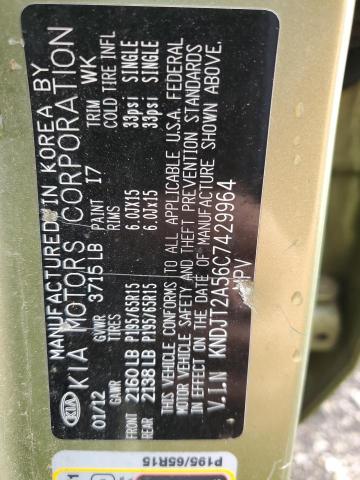 MANUFACTURED IN KOREA BY
KIA KIA MOTORS CORPORATION
01/12 GVWR 3715 LB PAINT I7 TRIM WK
GAWR TIRES RIMS COLD TIRE INFL
FRONT 2160 LB P195/65R15 6.0JX15 33psi SINGLE
REAR 2138 LB P195/65R15 6.0JX15 33psi SINGLE
THIS VEHICLE CONFORMS TO ALL APPLICABLE U.S.A. FEDERAL
MOTOR VEHICLE SAFETY AND THEFT PREVENTION STANDARDS
IN EFFECT ON THE DATE OF MANUFACTURE SHOWN ABOVE.
V.I.N KNDJT2A56C7429964
MPV
P195/65R15